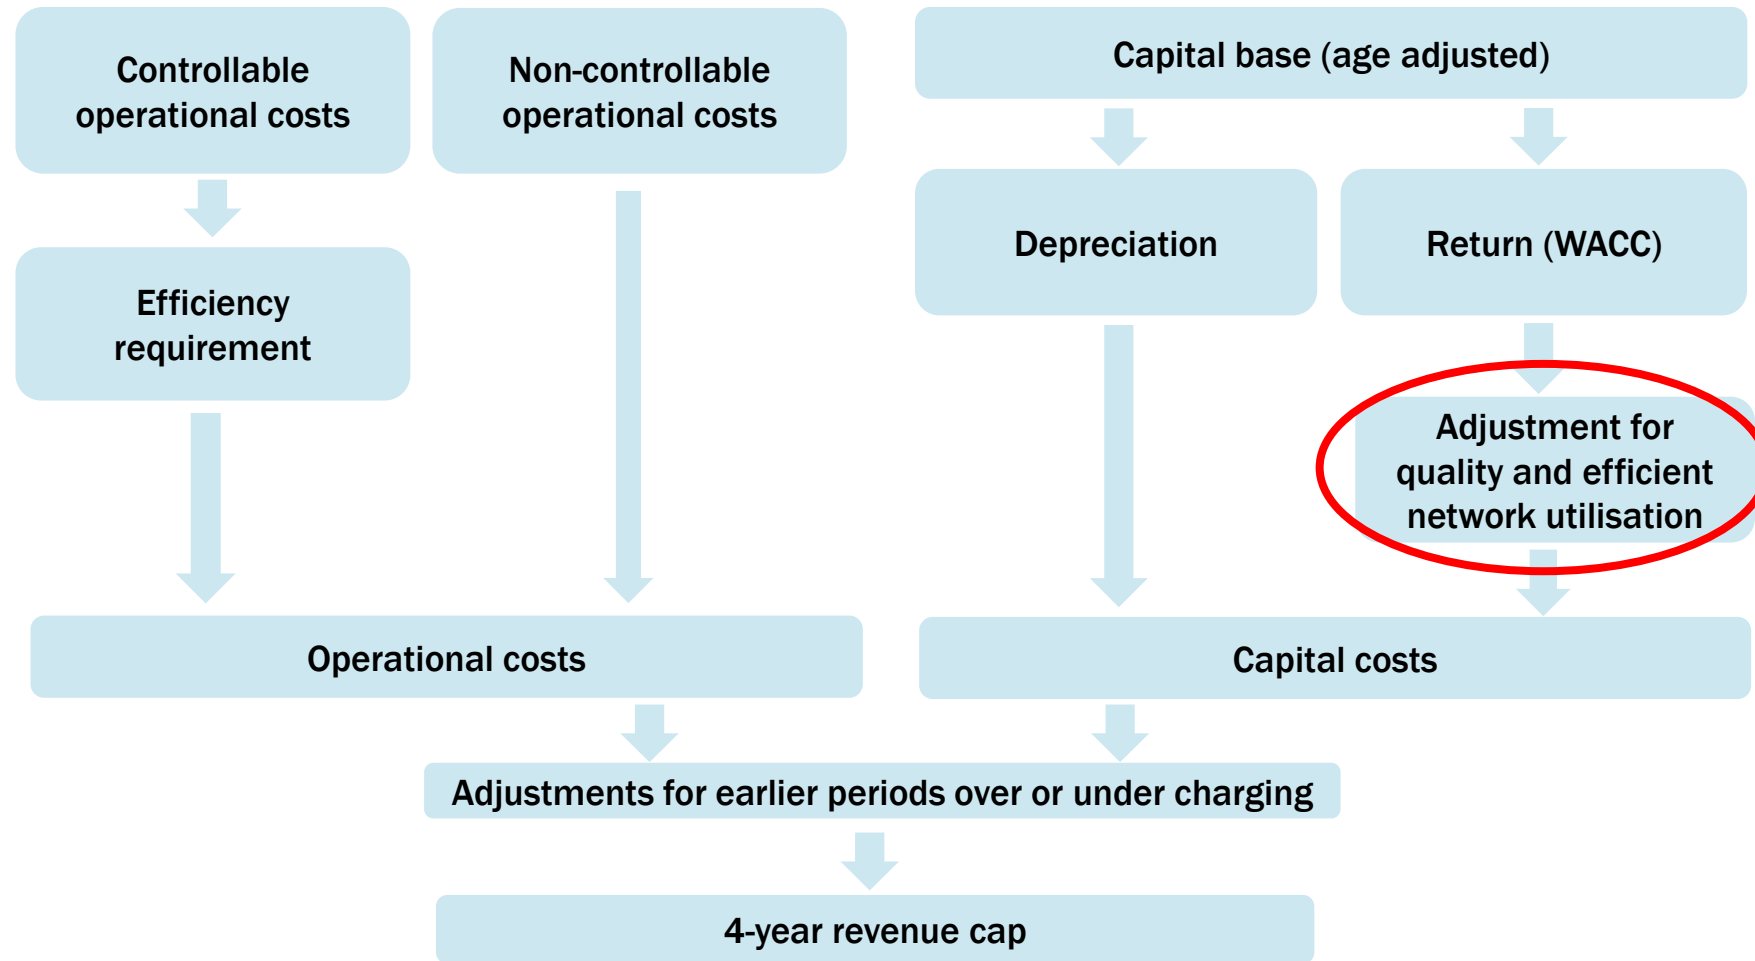 Controllable
operational costs
Non-controllable
operational costs
Capital base (age adjusted)
Efficiency
requirement
Depreciation
Return (WACC)
Adjustment for
quality and efficient
network utilisation
Operational costs
Capital costs
Adjustments for earlier periods over or under charging
4-year revenue cap